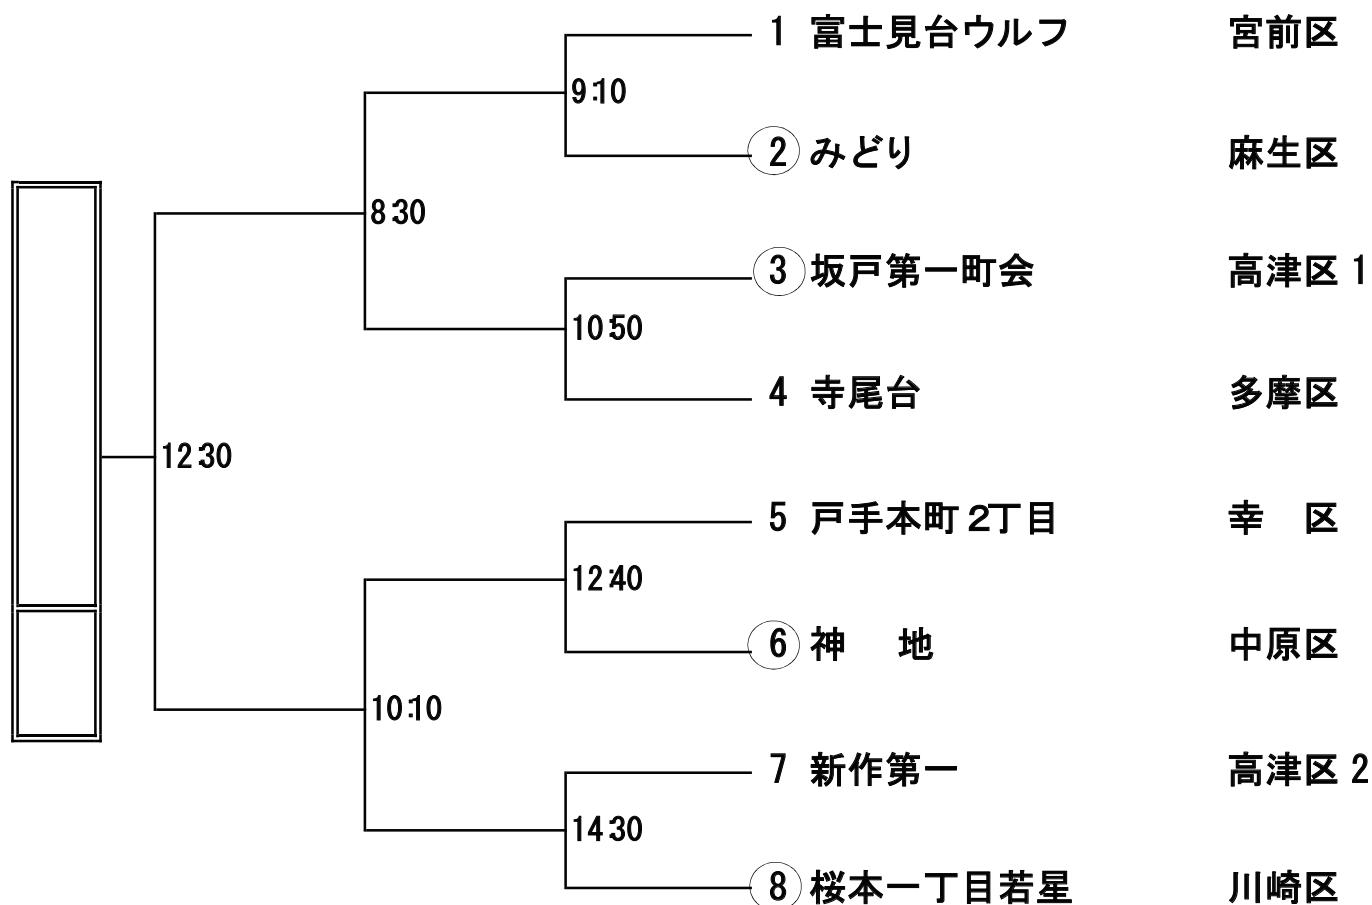 1 富士見台ウルフ 宮前区
9:10
② みどり 麻生区
8:30
③ 坂戸第一町会 高津区 1
10:50
4 寺尾台 多摩区
12:30
5 戸手本町 2丁目 幸 区
12:40
⑥ 神 地 中原区
10:10
7 新作第一 高津区 2
14:30
⑧ 桜本一丁目若星 川崎区